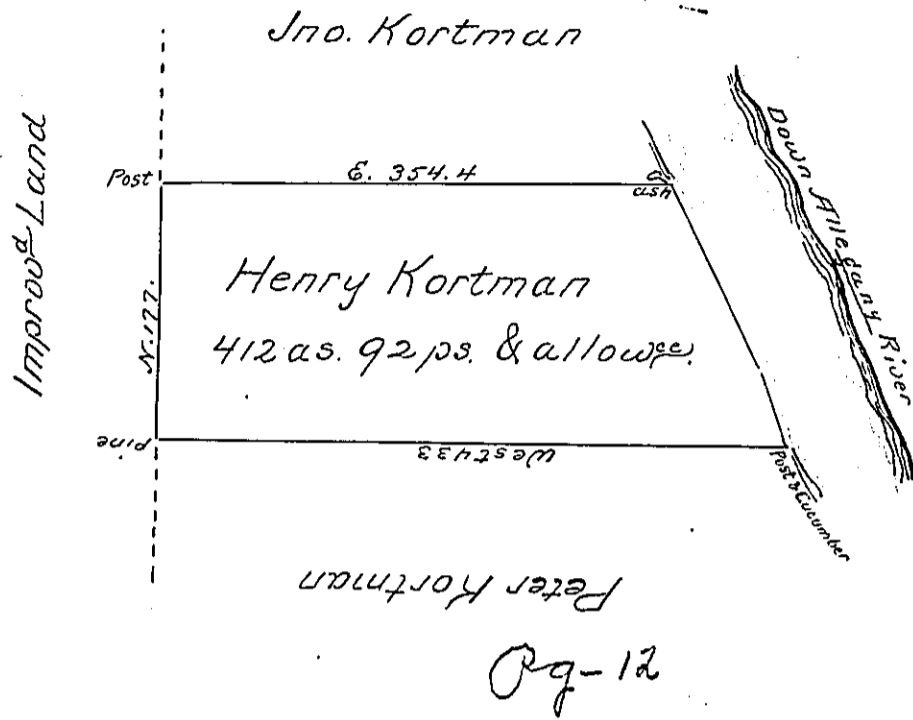 Jno. Kortman
Improvᵈ Land
Post
E. 354.4
ash
Down Allegany River
N. 177.
Henry Kortman
412 as. 92 ps. & allowᶜᵉ.
Pine
West 433
Post & Cucumber
Peter Kortman
Pg-12